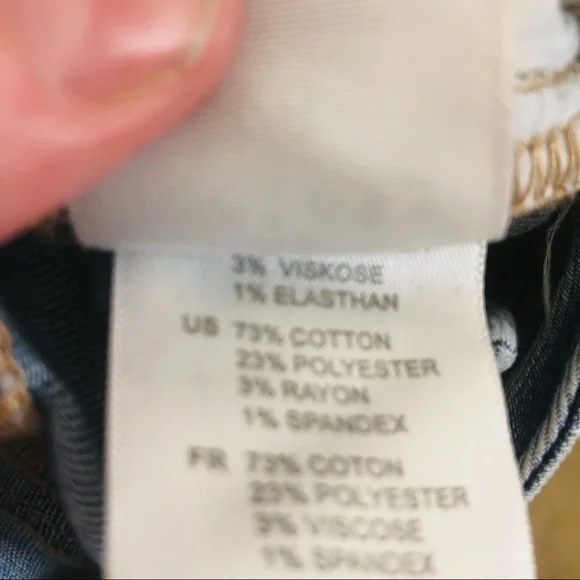 3% VISKOSE
1% ELASTHAN
US 73% COTTON
23% POLYESTER
3% RAYON
1% SPANDEX
FR 73% COTON
23% POLYESTER
3% VISCOSE
1% SPANDEX